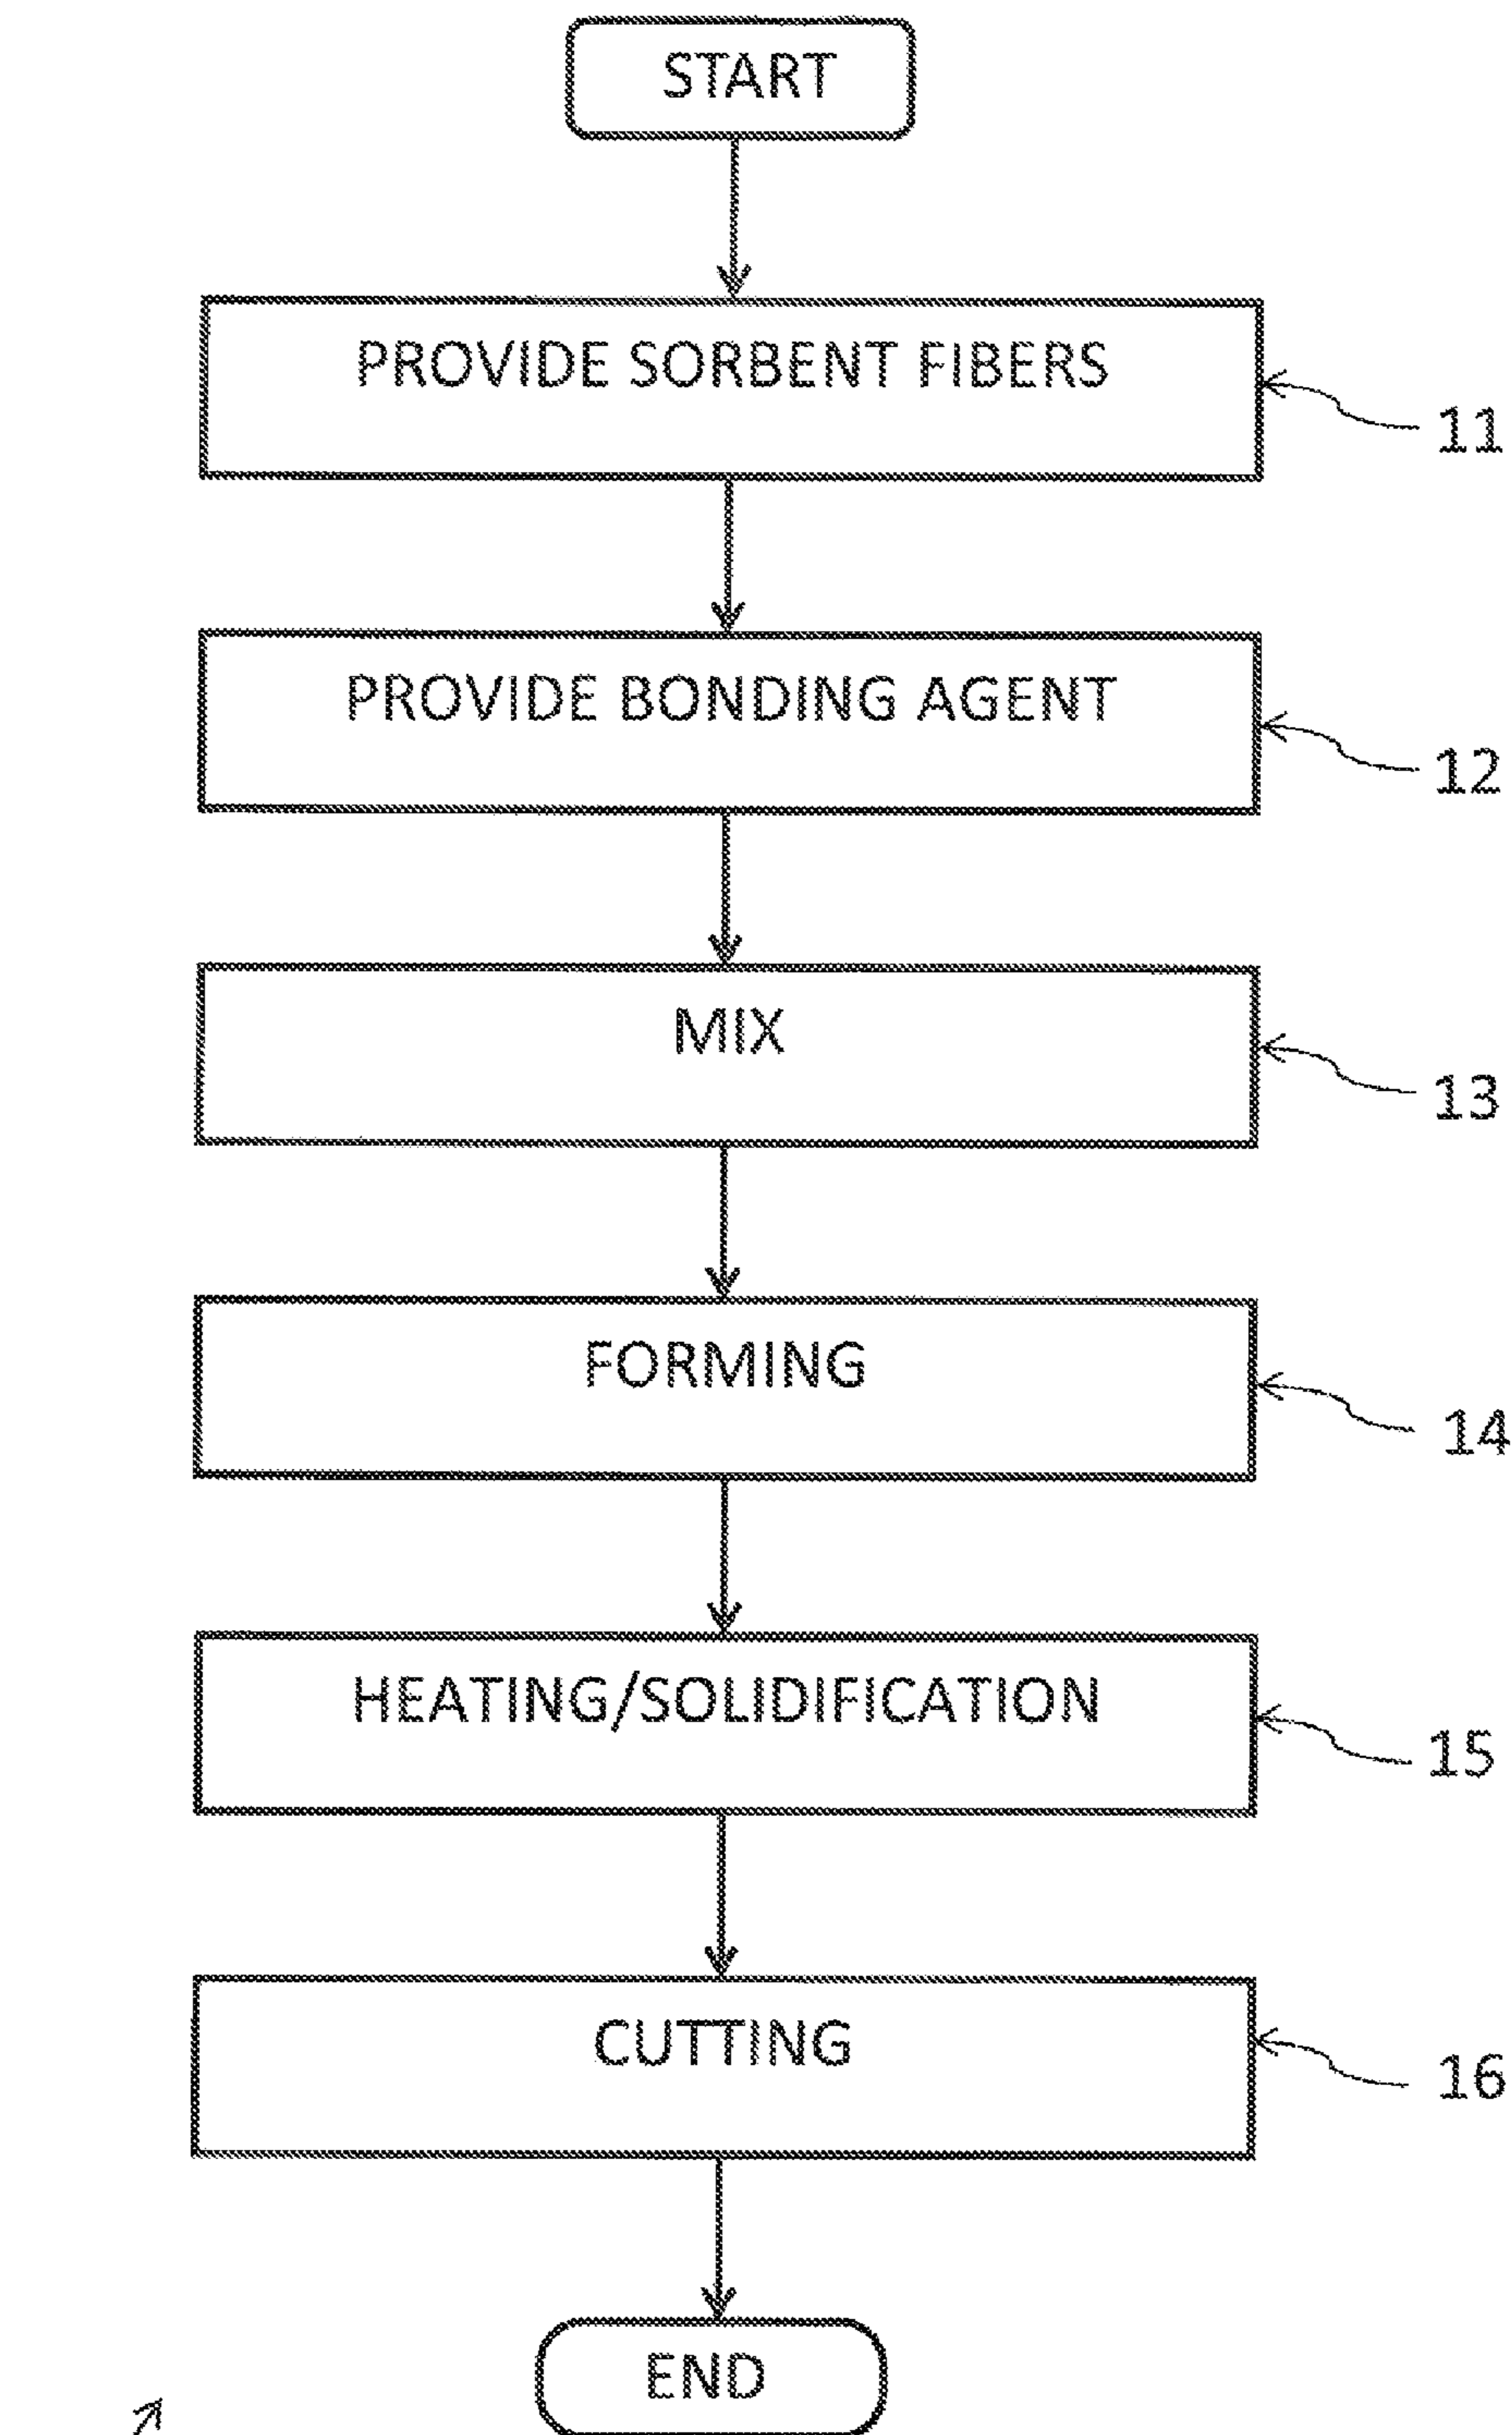 START
PROVIDE SORBENT FIBERS
11
PROVIDE BONDING AGENT
12
MIX
13
FORMING
14
HEATING/SOLIDIFICATION
15
CUTTING
16
END